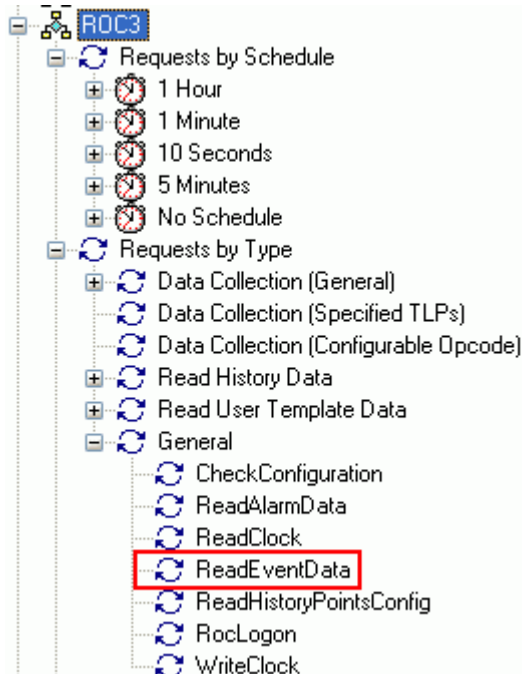 ROC3
Requests by Schedule
1 Hour
1 Minute
10 Seconds
5 Minutes
No Schedule
Requests by Type
Data Collection (General)
Data Collection (Specified TLPs)
Data Collection (Configurable Opcode)
Read History Data
Read User Template Data
General
CheckConfiguration
ReadAlarmData
ReadClock
ReadEventData
ReadHistoryPointsConfig
RocLogon
WriteClock